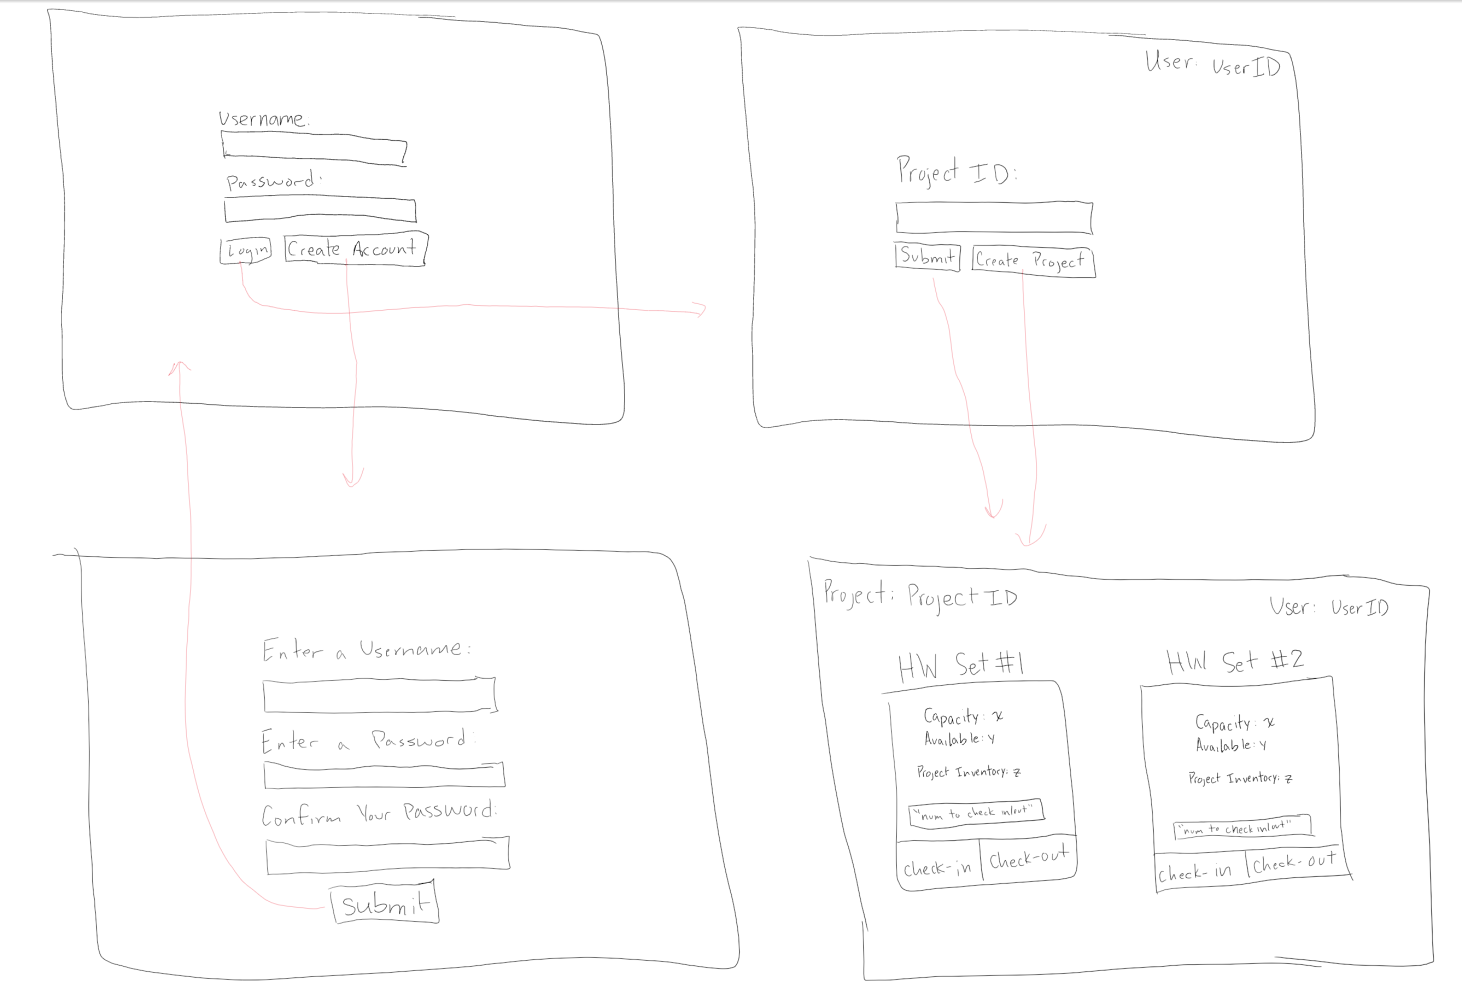 Username.
Password:
Login
Create Account
User: UserID
Project ID:
Submit
Create Project
Enter a Username:
Enter a Password:
Confirm Your Password:
Submit
Project: Project ID
User: UserID
HW Set #1
Capacity: x
Available: y
Project Inventory: z
"num to check in/out"
check-in
Check-out
HW Set #2
Capacity: x
Available: y
Project Inventory: z
"num to check in/out"
check-in
Check-out